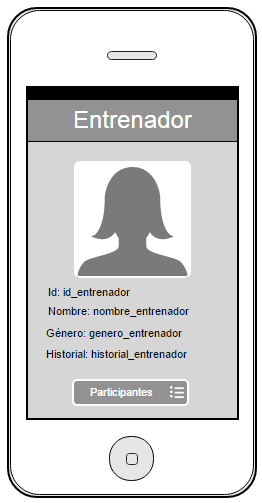 Entrenador
Id: id_entrenador
Nombre: nombre_entrenador
Género: genero_entrenador
Historial: historial_entrenador
Participantes